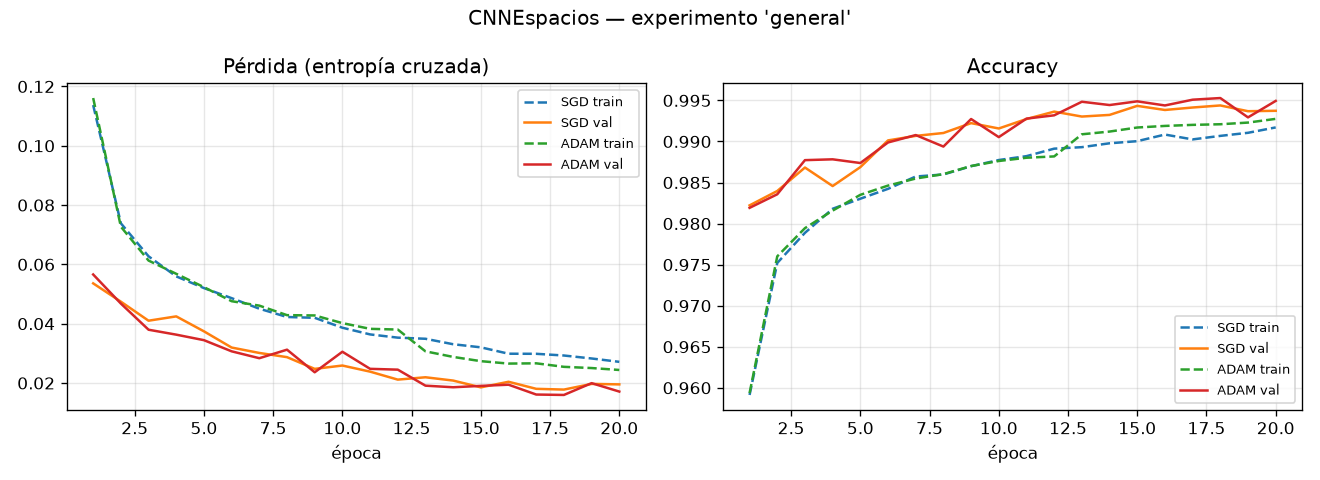 CNNEspacios — experimento 'general'
Pérdida (entropía cruzada)
0.12
0.10
0.08
0.06
0.04
0.02
SGD train
SGD val
ADAM train
ADAM val
2.5 5.0 7.5 10.0 12.5 15.0 17.5 20.0
época
Accuracy
0.995
0.990
0.985
0.980
0.975
0.970
0.965
0.960
SGD train
SGD val
ADAM train
ADAM val
2.5 5.0 7.5 10.0 12.5 15.0 17.5 20.0
época